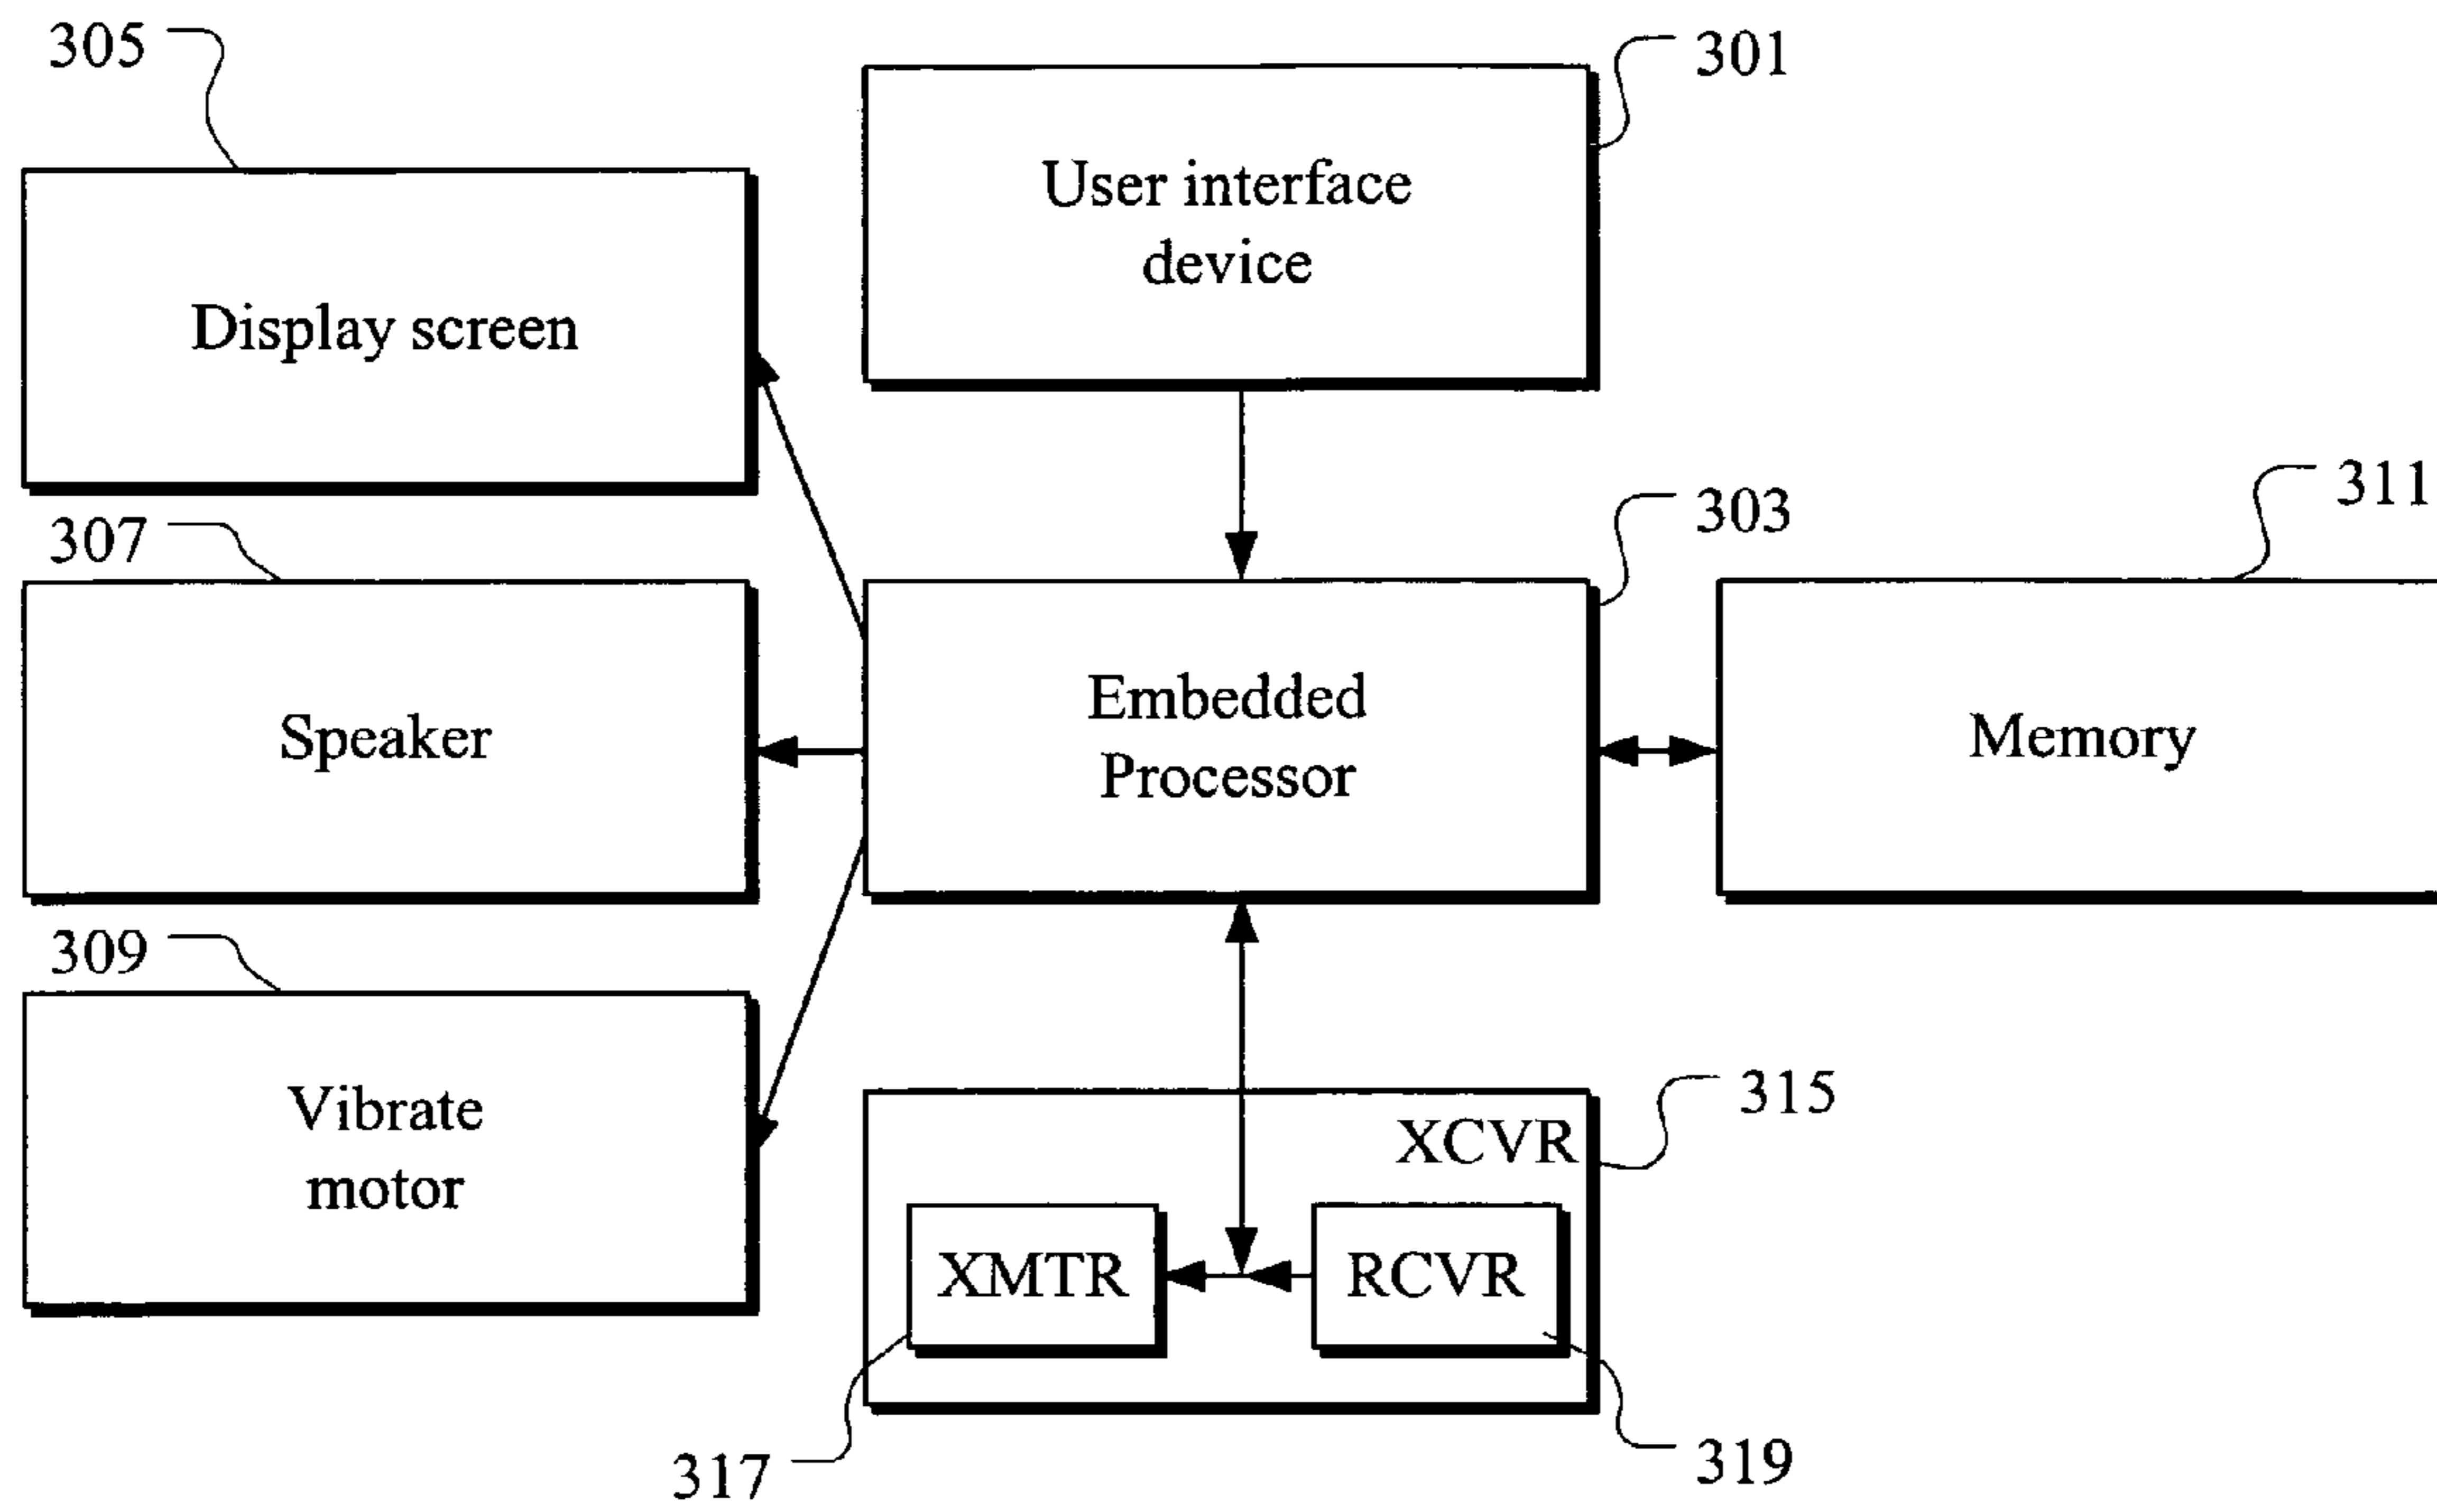 305
301
User interface
device
Display screen
307
303
311
Speaker
Embedded
Processor
Memory
309
Vibrate
motor
315
XCVR
XMTR
RCVR
317
319